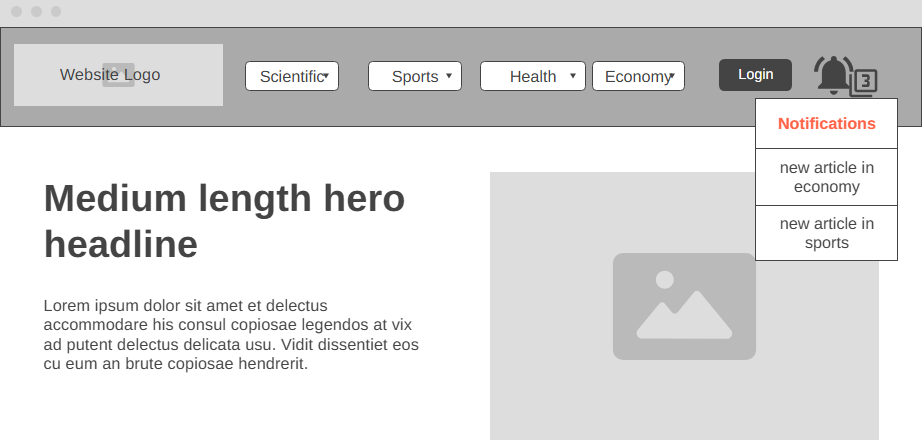 Website Logo
Scientific
Sports
Health
Economy
Login
3
Notifications
new article in
economy
new article in
sports
Medium length hero
headline
Lorem ipsum dolor sit amet et delectus
accommodare his consul copiosae legendos at vix
ad putent delectus delicata usu. Vidit dissentiet eos
cu eum an brute copiosae hendrerit.